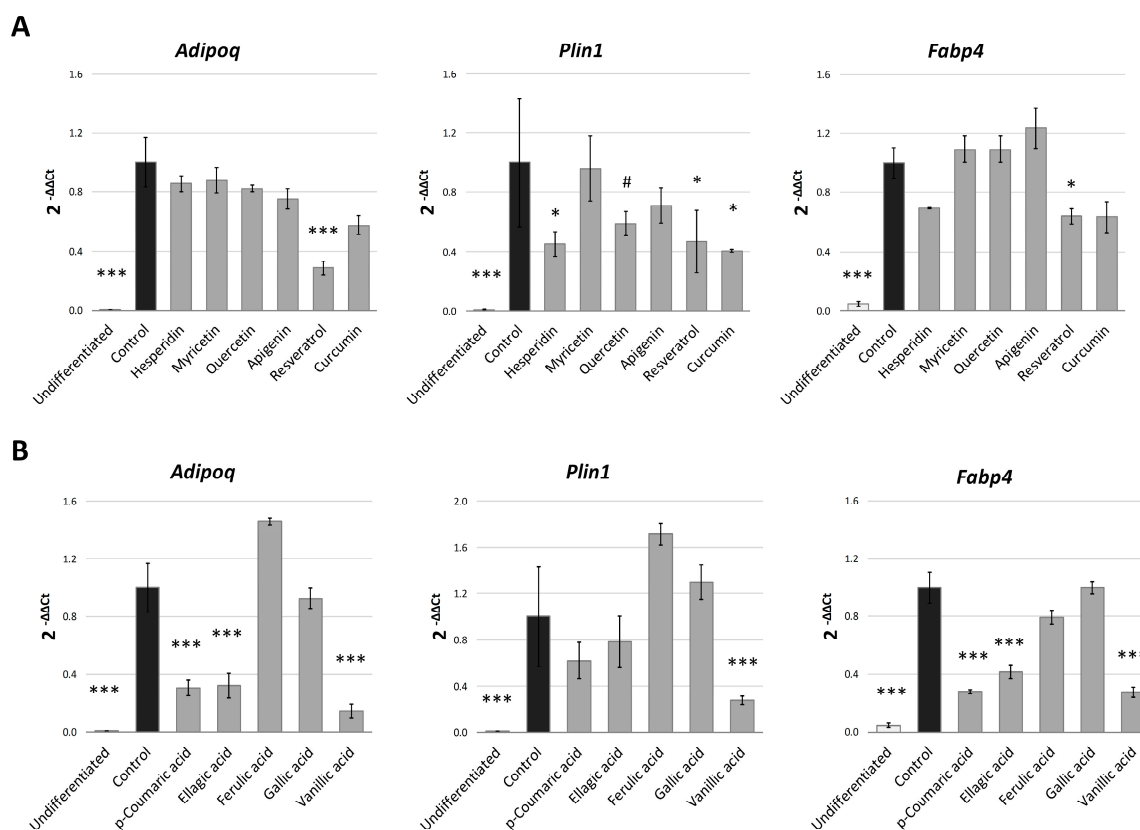 A
Adipoq
Plin1
Fabp4
2 -ΔΔCt
1.6
1.2
0.8
0.4
0.0
***
***
Undifferentiated
Control
Hesperidin
Myricetin
Quercetin
Apigenin
Resveratrol
Curcumin
2 -ΔΔCt
1.6
1.2
0.8
0.4
0.0
***
*
#
*
*
Undifferentiated
Control
Hesperidin
Myricetin
Quercetin
Apigenin
Resveratrol
Curcumin
2 -ΔΔCt
1.6
1.2
0.8
0.4
0.0
***
*
Undifferentiated
Control
Hesperidin
Myricetin
Quercetin
Apigenin
Resveratrol
Curcumin
B
Adipoq
Plin1
Fabp4
2 -ΔΔCt
1.6
1.2
0.8
0.4
0.0
***
***
***
***
Undifferentiated
Control
p-Coumaric acid
Ellagic acid
Ferulic acid
Gallic acid
Vanillic acid
2 -ΔΔCt
2.0
1.6
1.2
0.8
0.4
0.0
***
***
Undifferentiated
Control
p-Coumaric acid
Ellagic acid
Ferulic acid
Gallic acid
Vanillic acid
2 -ΔΔCt
1.6
1.2
0.8
0.4
0.0
***
***
***
***
Undifferentiated
Control
p-Coumaric acid
Ellagic acid
Ferulic acid
Gallic acid
Vanillic acid